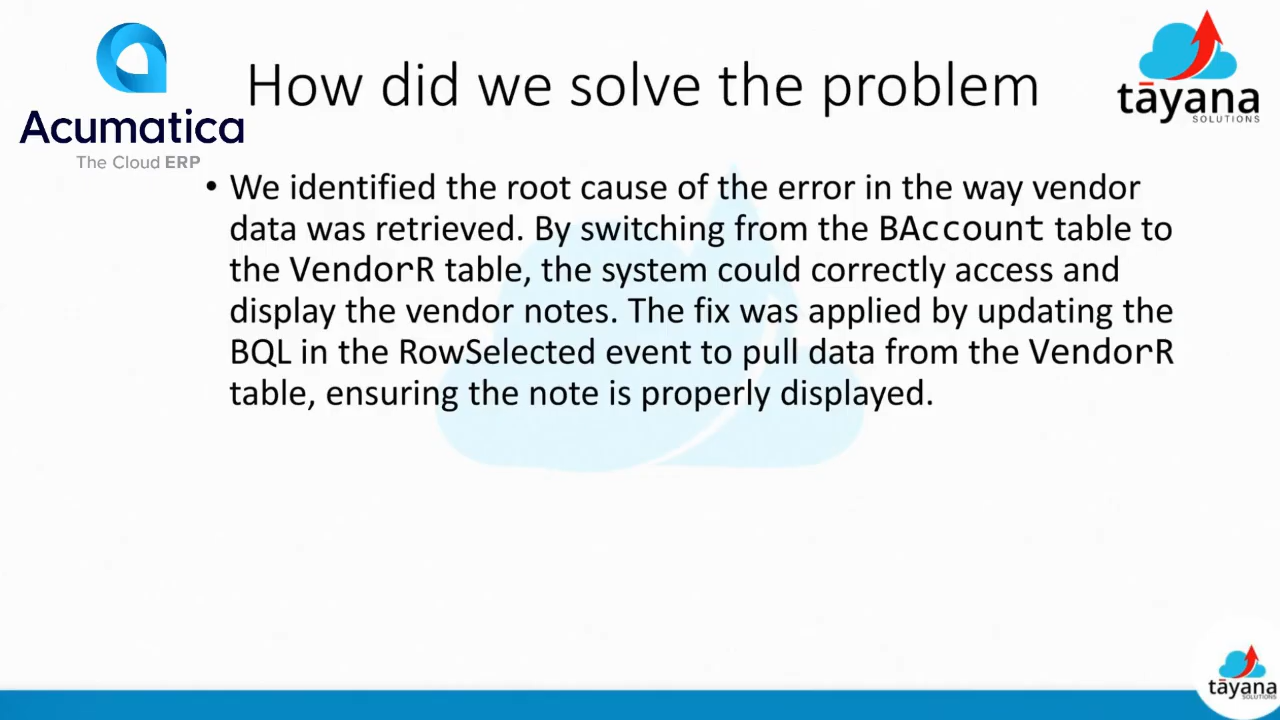 Acumatica
The Cloud ERP
How did we solve the problem
tāyana
SOLUTIONS
• We identified the root cause of the error in the way vendor
data was retrieved. By switching from the BAccount table to
the VendorR table, the system could correctly access and
display the vendor notes. The fix was applied by updating the
BQL in the RowSelected event to pull data from the VendorR
table, ensuring the note is properly displayed.
tāyana
SOLUTIONS